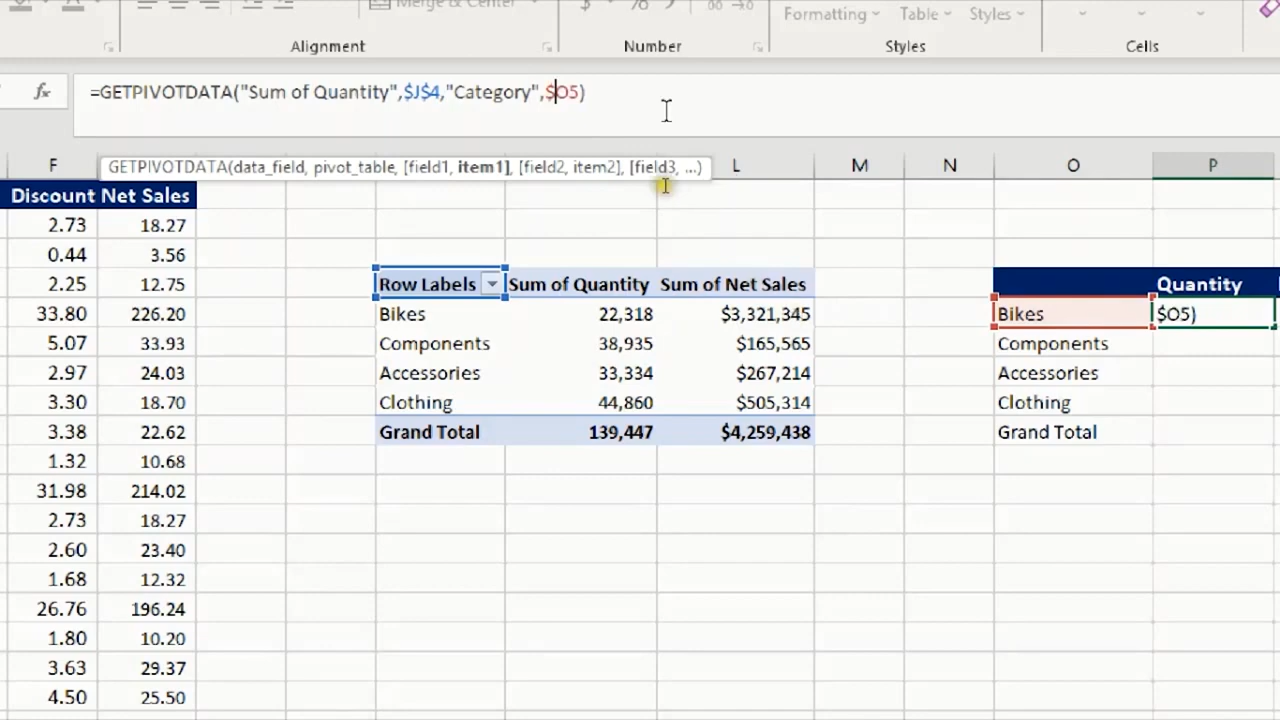 Merge & Center
$ % 9
Formatting Table Styles
Alignment Number Styles Cells
fx =GETPIVOTDATA("Sum of Quantity",$J$4,"Category",$O5)
F L M N O P
GETPIVOTDATA(data_field, pivot_table, [field1, item1], [field2, item2], [field3, ...)
Discount Net Sales
2.73 18.27
0.44 3.56
2.25 12.75 Row Labels Sum of Quantity Sum of Net Sales Quantity
33.80 226.20 Bikes 22,318 $3,321,345 Bikes $O5)
5.07 33.93 Components 38,935 $165,565 Components
2.97 24.03 Accessories 33,334 $267,214 Accessories
3.30 18.70 Clothing 44,860 $505,314 Clothing
3.38 22.62 Grand Total 139,447 $4,259,438 Grand Total
1.32 10.68
31.98 214.02
2.73 18.27
2.60 23.40
1.68 12.32
26.76 196.24
1.80 10.20
3.63 29.37
4.50 25.50